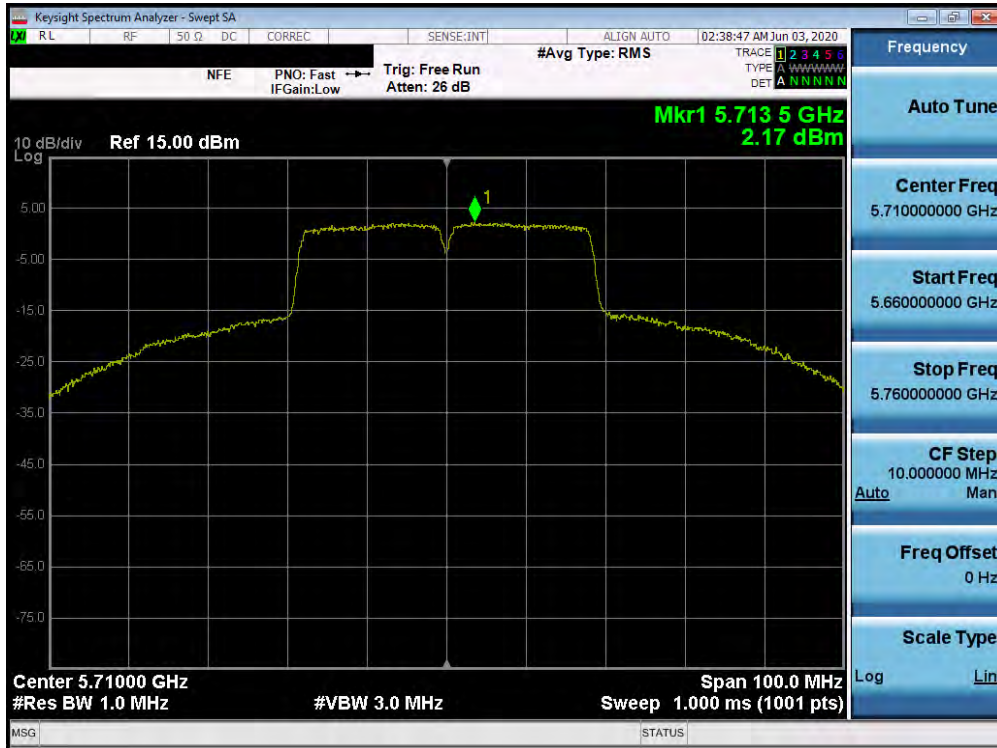 Keysight Spectrum Analyzer - Swept SA
LXI RL RF 50 Ω DC CORREC SENSE:INT ALIGN AUTO 02:38:47 AM Jun 03, 2020
NFE PNO: Fast Trig: Free Run #Avg Type: RMS TRACE 1 2 3 4 5 6
IFGain:Low Atten: 26 dB TYPE A WWWWW
DET A N N N N N
Mkr1 5.713 5 GHz
2.17 dBm
10 dB/div Ref 15.00 dBm
Log
1
5.00
-5.00
-15.0
-25.0
-35.0
-45.0
-55.0
-65.0
-75.0
Center 5.71000 GHz Span 100.0 MHz
#Res BW 1.0 MHz #VBW 3.0 MHz Sweep 1.000 ms (1001 pts)
MSG STATUS
Frequency
Auto Tune
Center Freq
5.710000000 GHz
Start Freq
5.660000000 GHz
Stop Freq
5.760000000 GHz
CF Step
10.000000 MHz
Auto Man
Freq Offset
0 Hz
Scale Type
Log Lin